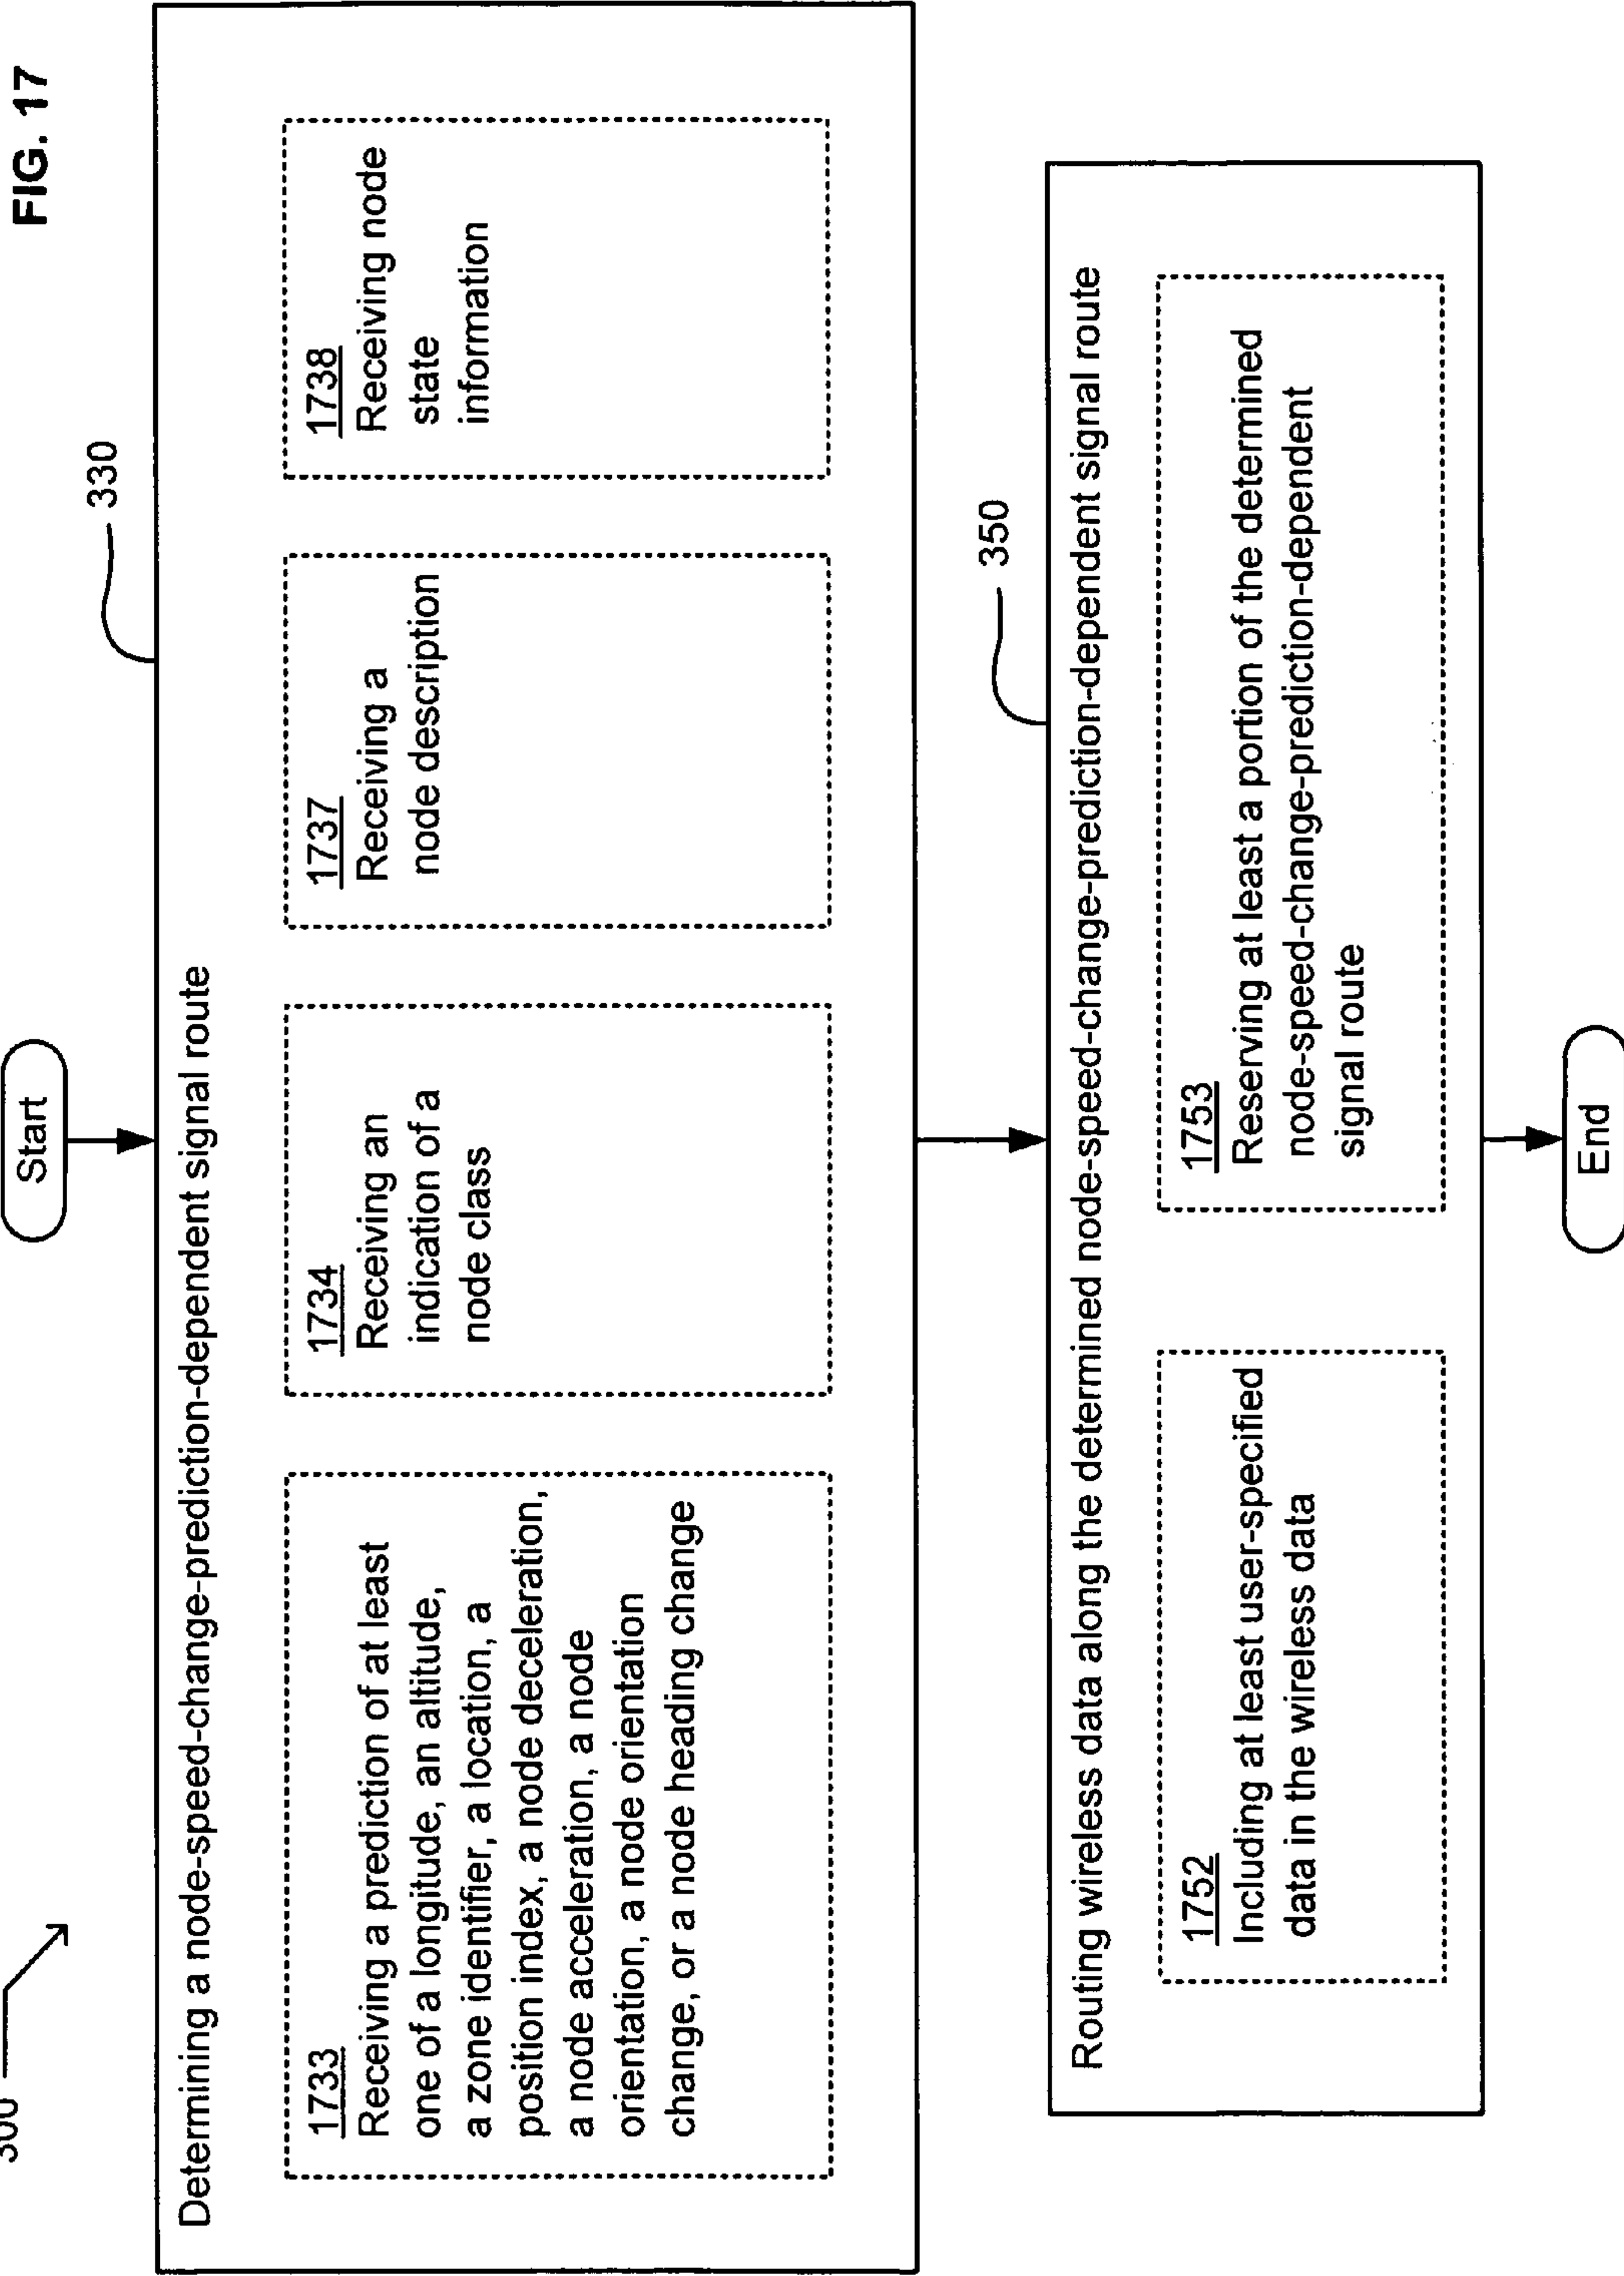 FIG. 17
300
Start
330
Determining a node-speed-change-prediction-dependent signal route
1733
Receiving a prediction of at least
one of a longitude, an altitude,
a zone identifier, a location, a
position index, a node deceleration,
a node acceleration, a node
orientation, a node orientation
change, or a node heading change
1734
Receiving an
indication of a
node class
1737
Receiving a
node description
1738
Receiving node
state
information
350
Routing wireless data along the determined node-speed-change-prediction-dependent signal route
1752
Including at least user-specified
data in the wireless data
1753
Reserving at least a portion of the determined
node-speed-change-prediction-dependent
signal route
End